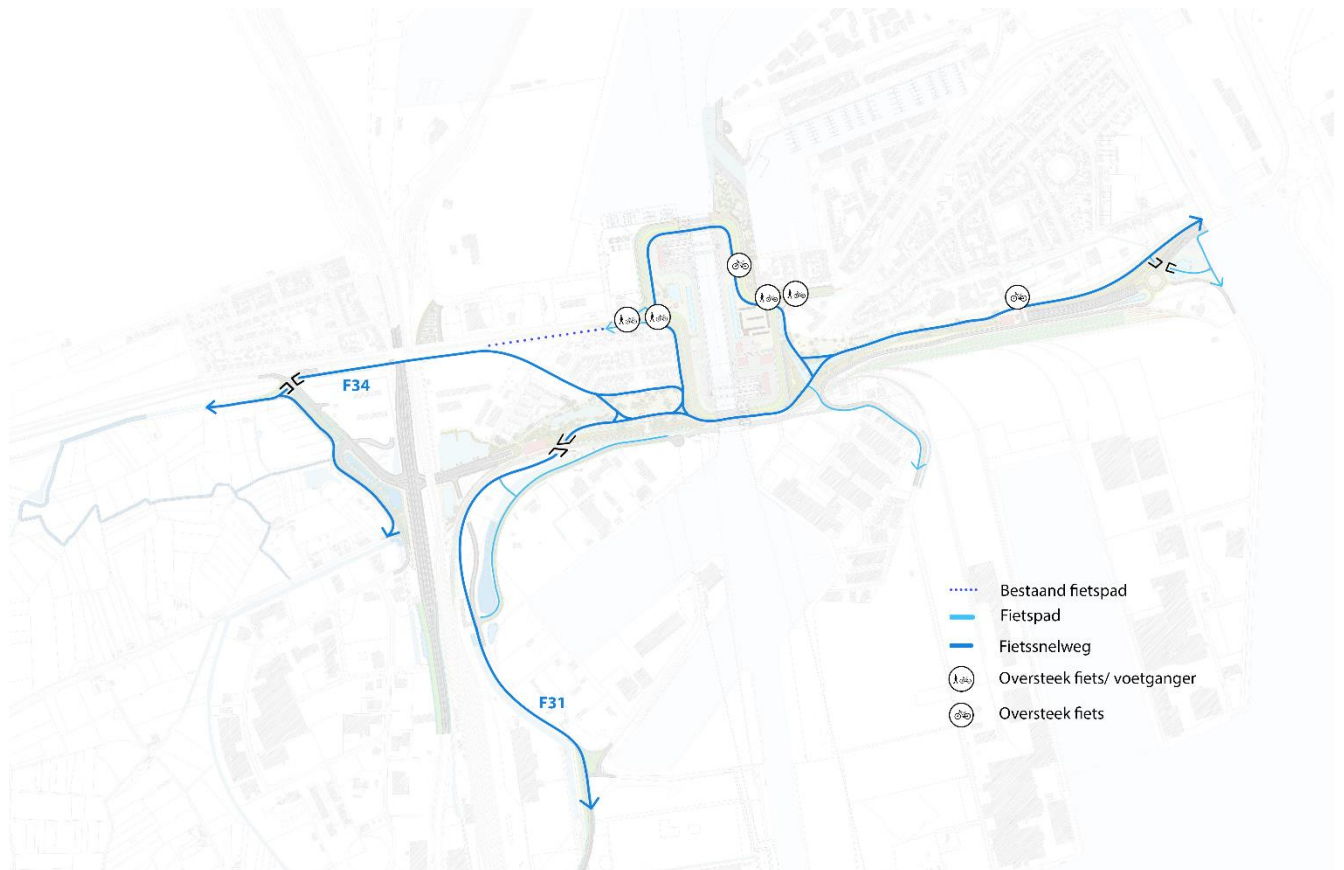 F34
Bestaand fietspad
Fietspad
Fietssnelweg
Oversteek fiets/ voetganger
F31
Oversteek fiets